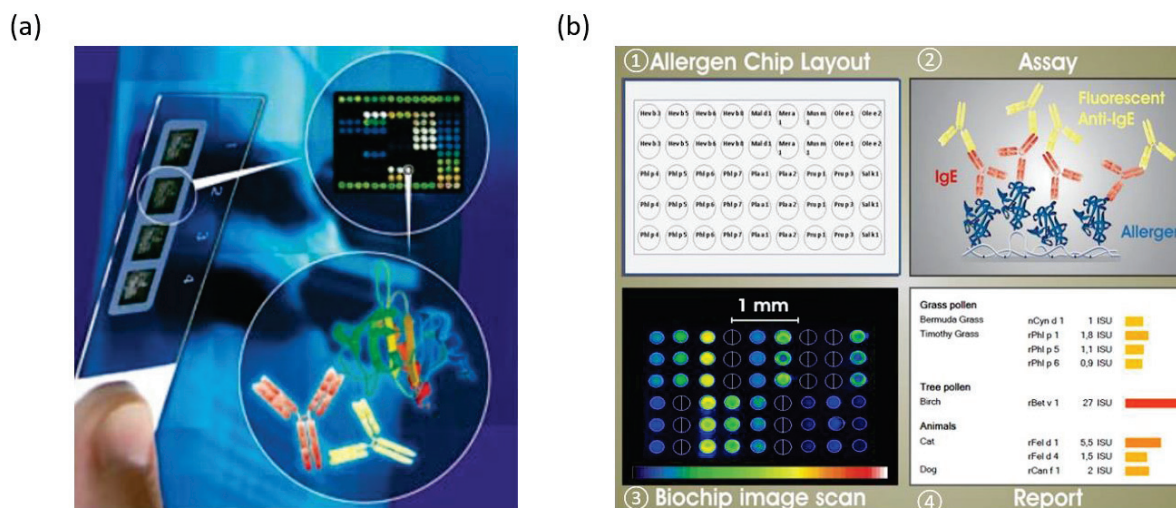 (a)
(b)
1
2
3
4
① Allergen Chip Layout
Hev b 3 Hev b 5 Hev b 6 Hev b 8 Mal d 1 Mer a 1 Mus m 1 Ole e 1 Ole e 2
Hev b 3 Hev b 5 Hev b 6 Hev b 8 Mal d 1 Mer a 1 Mus m 1 Ole e 1 Ole e 2
Phl p 4 Phl p 5 Phl p 6 Phl p 7 Pla a 1 Pla a 2 Pru p 1 Pru p 3 Sal k 1
Phl p 4 Phl p 5 Phl p 6 Phl p 7 Pla a 1 Pla a 2 Pru p 1 Pru p 3 Sal k 1
Phl p 4 Phl p 5 Phl p 6 Phl p 7 Pla a 1 Pla a 2 Pru p 1 Pru p 3 Sal k 1
② Assay
Fluorescent
Anti-IgE
IgE
Allergen
1 mm
③ Biochip image scan
Grass pollen
Bermuda Grass nCyn d 1 1 ISU
Timothy Grass rPhl p 1 1,8 ISU
rPhl p 5 1,1 ISU
rPhl p 6 0,9 ISU
Tree pollen
Birch rBet v 1 27 ISU
Animals
Cat rFel d 1 5,5 ISU
rFel d 4 1,5 ISU
Dog rCan f 1 2 ISU
④ Report